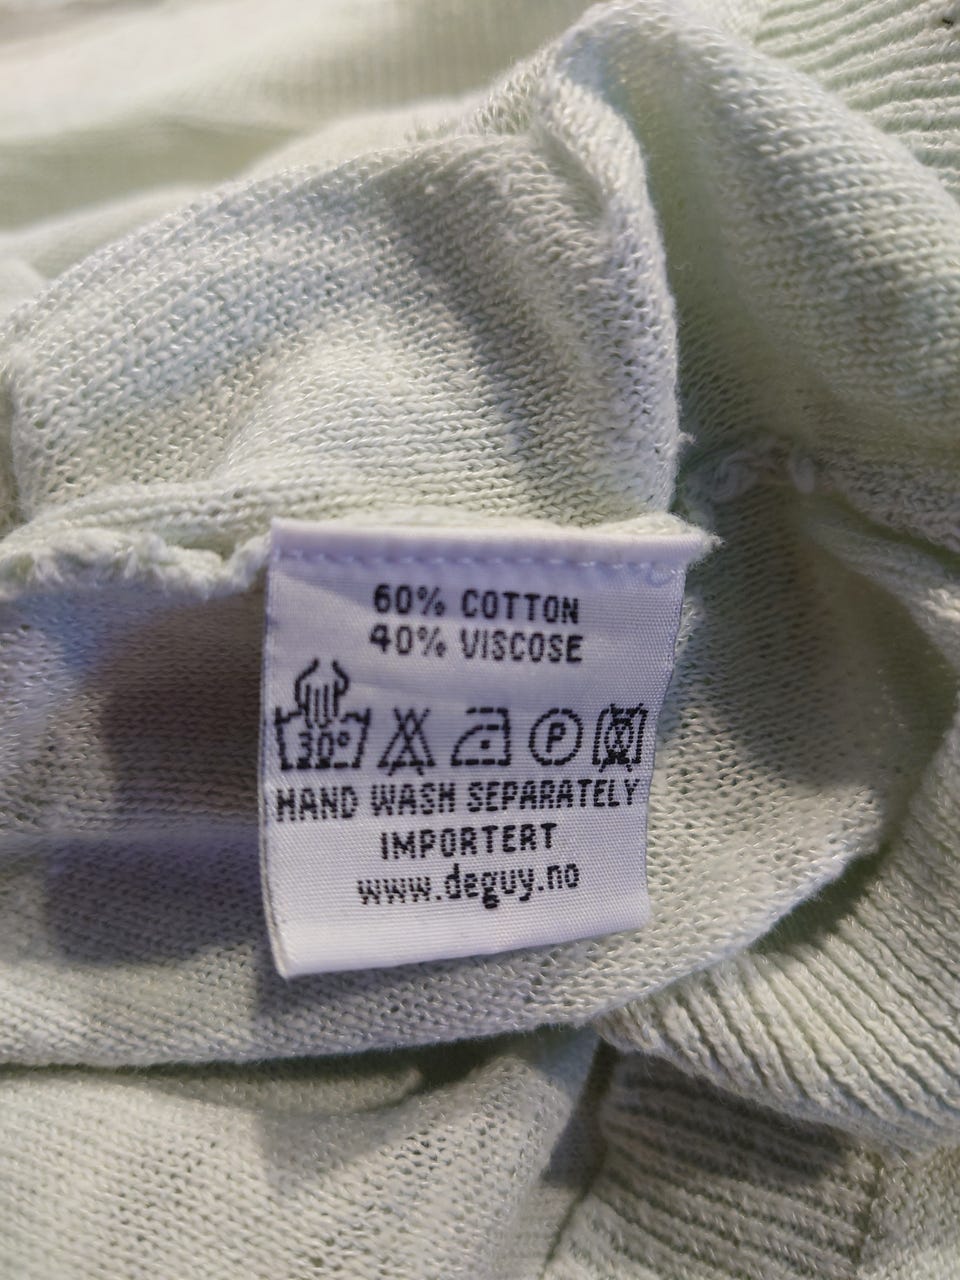 60% COTTON
40% VISCOSE
30° P
HAND WASH SEPARATELY
IMPORTERT
www.deguy.no